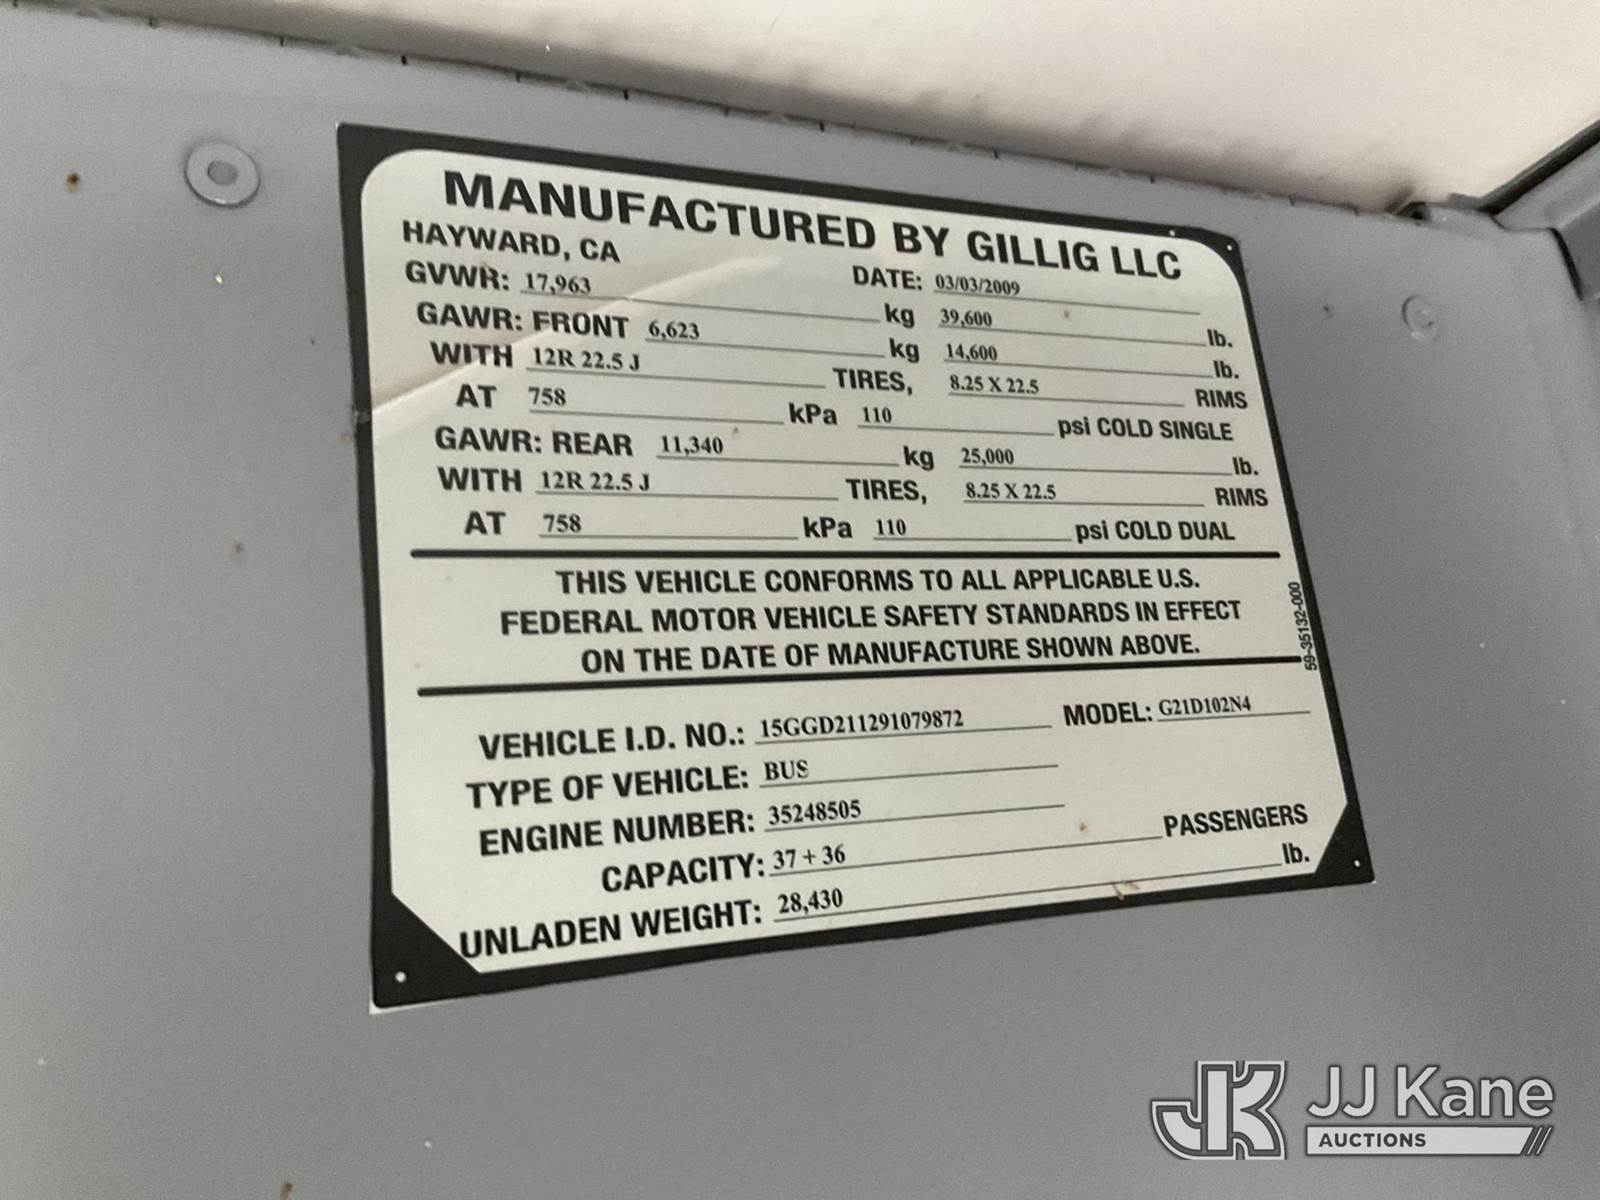 MANUFACTURED BY GILLIG LLC
HAYWARD, CA
DATE: 03/03/2009
GVWR: 17,963 kg 39,600 lb.
GAWR: FRONT 6,623 kg 14,600 lb.
WITH 12R 22.5 J TIRES, 8.25 X 22.5 RIMS
AT 758 kPa 110 psi COLD SINGLE
GAWR: REAR 11,340 kg 25,000 lb.
WITH 12R 22.5 J TIRES, 8.25 X 22.5 RIMS
AT 758 kPa 110 psi COLD DUAL
THIS VEHICLE CONFORMS TO ALL APPLICABLE U.S.
FEDERAL MOTOR VEHICLE SAFETY STANDARDS IN EFFECT
ON THE DATE OF MANUFACTURE SHOWN ABOVE.
59-35132-000
VEHICLE I.D. NO.: 15GGD211291079872 MODEL: G21D102N4
TYPE OF VEHICLE: BUS
ENGINE NUMBER: 35248505
CAPACITY: 37 + 36 PASSENGERS
UNLADEN WEIGHT: 28,430 lb.
JK JJ Kane
AUCTIONS